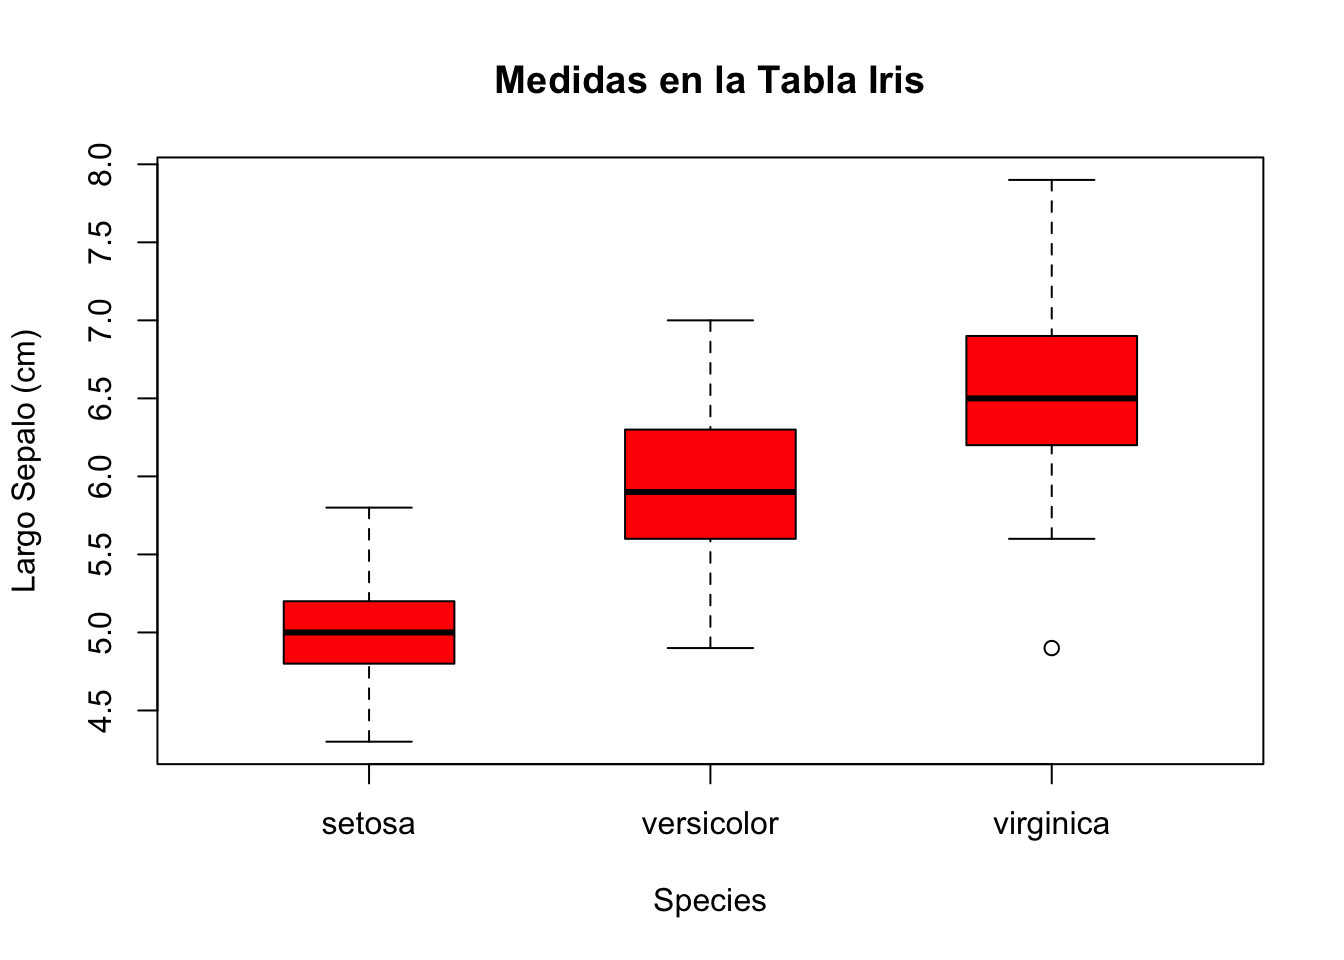 Medidas en la Tabla Iris
Largo Sepalo (cm)
8.0
7.5
7.0
6.5
6.0
5.5
5.0
4.5
setosa versicolor virginica
Species